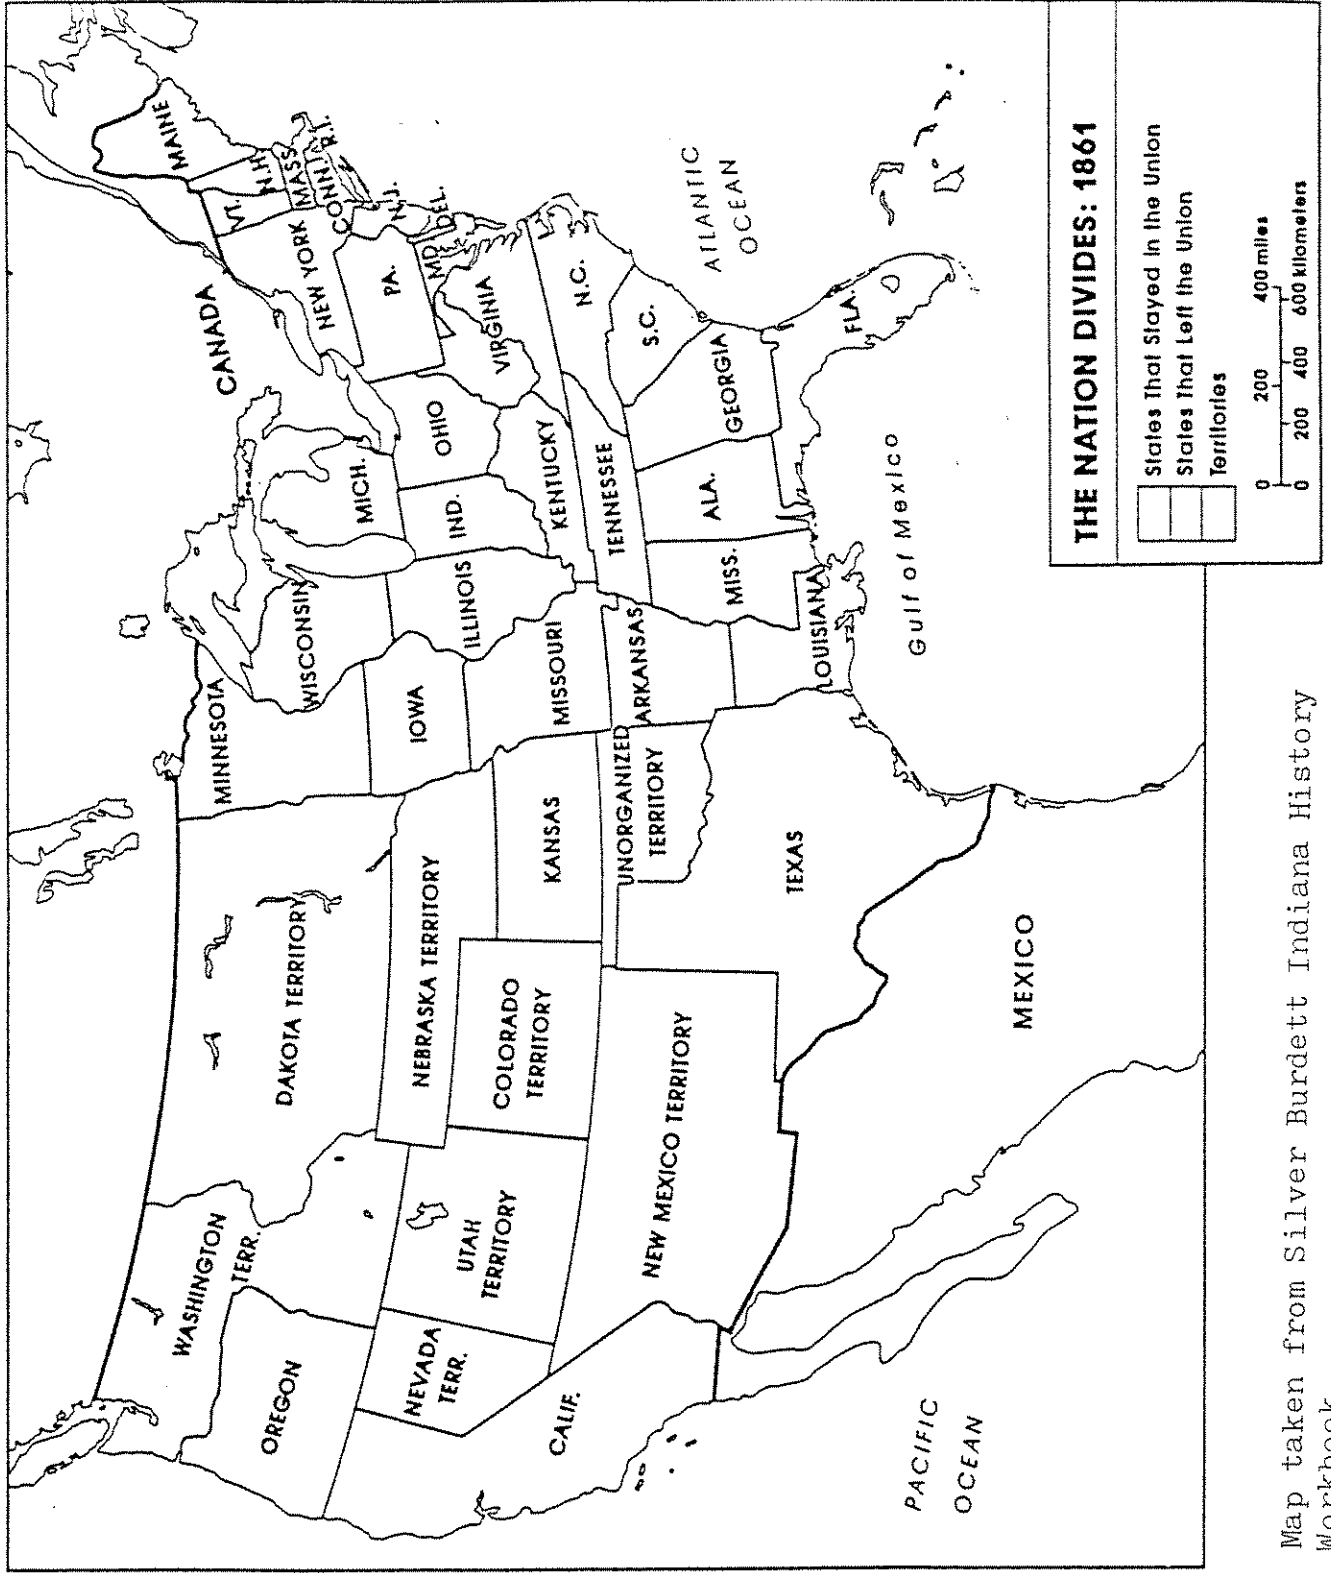 CANADA
MAINE
VT.
N.H.
MASS.
CONN.
R.I.
NEW YORK
N.J.
PA.
DEL.
MD.
VIRGINIA
N.C.
S.C.
GEORGIA
FLA.
OHIO
MICH.
IND.
KENTUCKY
TENNESSEE
ALA.
MISS.
ILLINOIS
WISCONSIN
MINNESOTA
IOWA
MISSOURI
ARKANSAS
LOUISIANA
DAKOTA TERRITORY
NEBRASKA TERRITORY
KANSAS
UNORGANIZED
TERRITORY
TEXAS
COLORADO
TERRITORY
NEW MEXICO TERRITORY
WASHINGTON
TERR.
OREGON
UTAH
TERRITORY
NEVADA
TERR.
CALIF.
MEXICO
PACIFIC
OCEAN
Gulf of Mexico
ATLANTIC
OCEAN
THE NATION DIVIDES: 1861
States That Stayed in the Union
States That Left the Union
Territories
0 200 400 miles
0 200 400 600 kilometers
Map taken from Silver Burdett Indiana History
Workbook